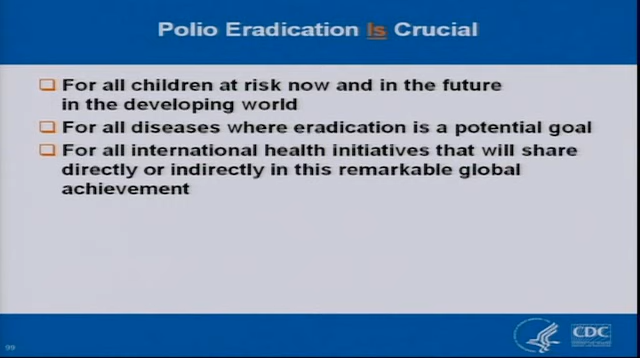 Polio Eradication Is Crucial
For all children at risk now and in the future
in the developing world
For all diseases where eradication is a potential goal
For all international health initiatives that will share
directly or indirectly in this remarkable global
achievement
99
CDC